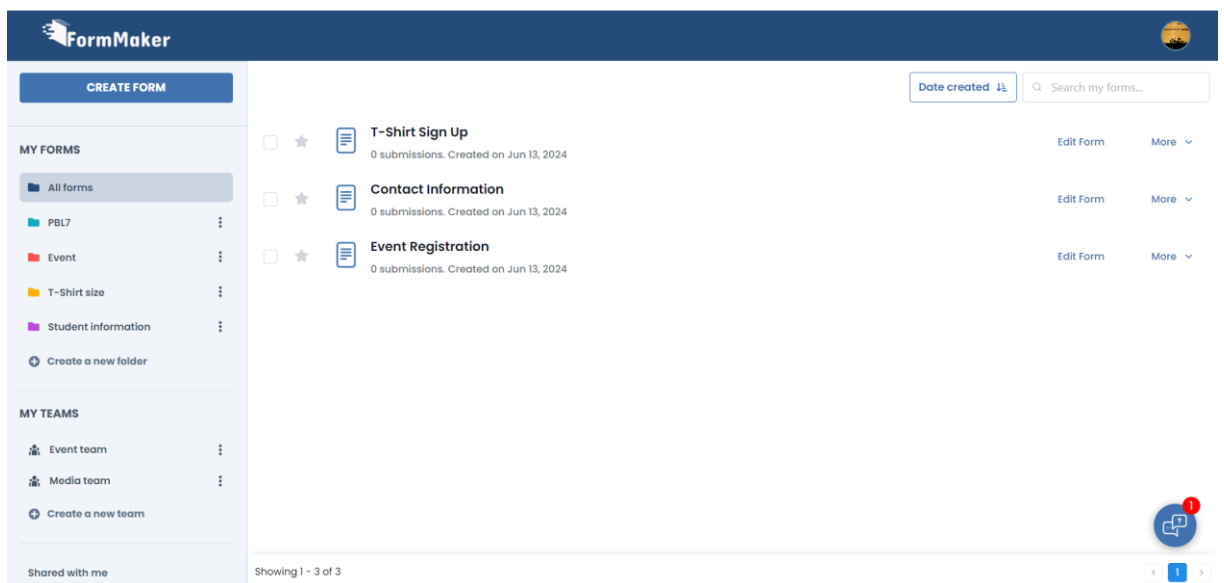 FormMaker
CREATE FORM
Date created
Search my forms...
MY FORMS
All forms
PBL7
Event
T-Shirt size
Student information
Create a new folder
MY TEAMS
Event team
Media team
Create a new team
Shared with me
T-Shirt Sign Up
0 submissions. Created on Jun 13, 2024
Edit Form More
Contact Information
0 submissions. Created on Jun 13, 2024
Edit Form More
Event Registration
0 submissions. Created on Jun 13, 2024
Edit Form More
1
Showing 1 - 3 of 3
< 1 >